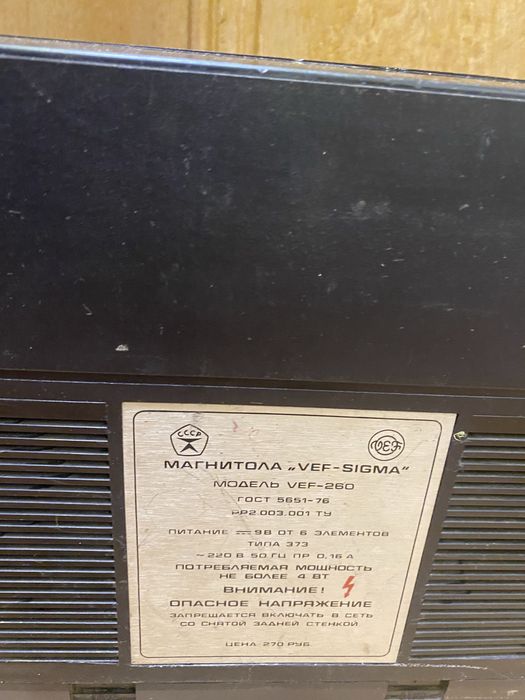 СССР
VEF
МАГНИТОЛА „VEF-SIGMA"
МОДЕЛЬ VEF-260
ГОСТ 5651-76
РР2.003.001 ТУ
ПИТАНИЕ ⎓ 9В ОТ 6 ЭЛЕМЕНТОВ
ТИПА 373
~220 В 50 ГЦ ПР 0,16 А
ПОТРЕБЛЯЕМАЯ МОЩНОСТЬ
НЕ БОЛЕЕ 4 ВТ
ВНИМАНИЕ!
ОПАСНОЕ НАПРЯЖЕНИЕ
ЗАПРЕЩАЕТСЯ ВКЛЮЧАТЬ В СЕТЬ
СО СНЯТОЙ ЗАДНЕЙ СТЕНКОЙ
ЦЕНА 270 РУБ